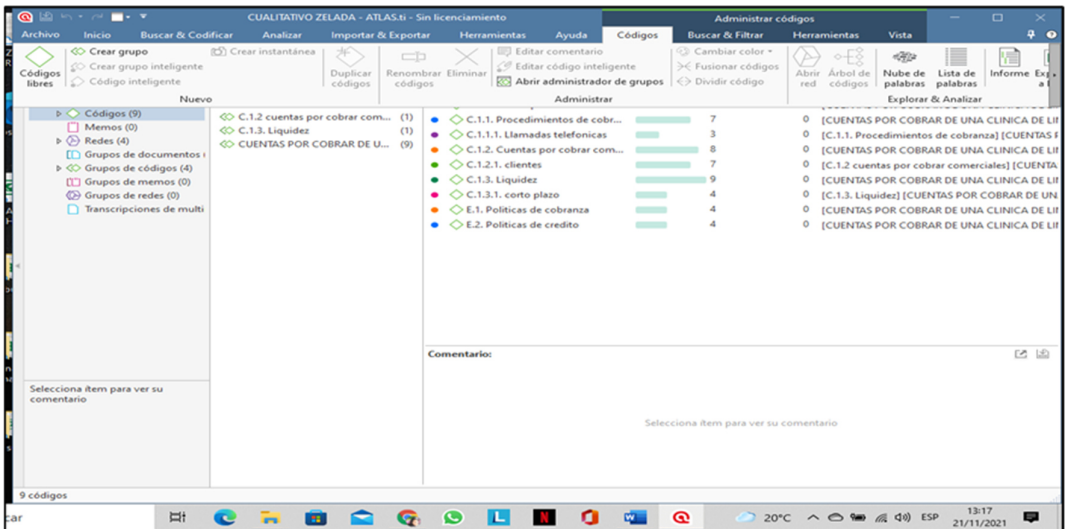 CUALITATIVO ZELADA - ATLAS.ti - Sin licenciamiento
Administrar códigos
Archivo Inicio Buscar & Codificar Analizar Importar & Exportar Herramientas Ayuda Códigos Buscar & Filtrar Herramientas Vista
Códigos libres
Crear grupo
Crear grupo inteligente
Código inteligente
Crear instantánea
Nuevo
Duplicar códigos
Renombrar
Eliminar
Editar comentario
Editar código inteligente
Abrir administrador de grupos
Cambiar color
Fusionar códigos
Dividir código
Administrar
Abrir red
Árbol de códigos
Nube de palabras
Lista de palabras
Informe
Explorar & Analizar
Códigos (9)
Memos (0)
Redes (4)
Grupos de documentos
Grupos de códigos (4)
Grupos de memos (0)
Grupos de redes (0)
Transcripciones de multi
C.1.2 cuentas por cobrar com... (1)
C.1.3. Liquidez (1)
CUENTAS POR COBRAR DE U... (9)
C.1.1. Procedimientos de cobr... 7 0 [CUENTAS POR COBRAR DE UNA CLINICA DE LI
C.1.1.1. Llamadas telefonicas 3 0 [C.1.1. Procedimientos de cobranza] [CUENTAS
C.1.2. Cuentas por cobrar com... 8 0 [CUENTAS POR COBRAR DE UNA CLINICA DE LI
C.1.2.1. clientes 7 0 [C.1.2 cuentas por cobrar comerciales] [CUENTA
C.1.3. Liquidez 9 0 [CUENTAS POR COBRAR DE UNA CLINICA DE LI
C.1.3.1. corto plazo 4 0 [C.1.3. Liquidez] [CUENTAS POR COBRAR DE UN
E.1. Politicas de cobranza 4 0 [CUENTAS POR COBRAR DE UNA CLINICA DE LI
E.2. Politicas de credito 4 0 [CUENTAS POR COBRAR DE UNA CLINICA DE LI
Comentario:
Selecciona ítem para ver su
comentario
Selecciona ítem para ver su comentario
9 códigos
car
20°C
ESP
13:17
21/11/2021